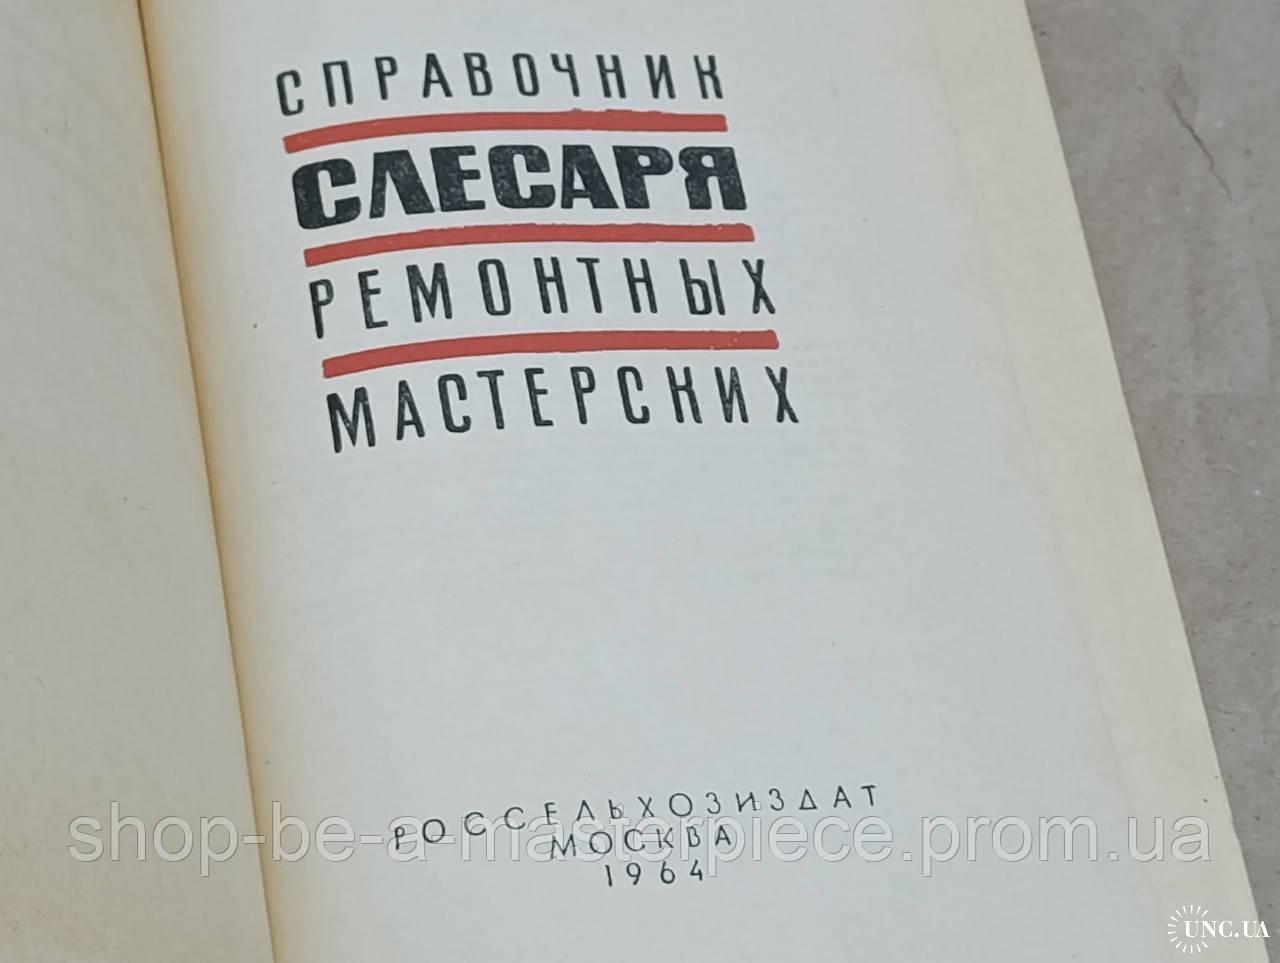 СПРАВОЧНИК
СЛЕСАРЯ
РЕМОНТНЫХ
МАСТЕРСКИХ
РОССЕЛЬХОЗИЗДАТ
МОСКВА
1964
shop-be-a-masterpiece.prom.ua
UNC.UA